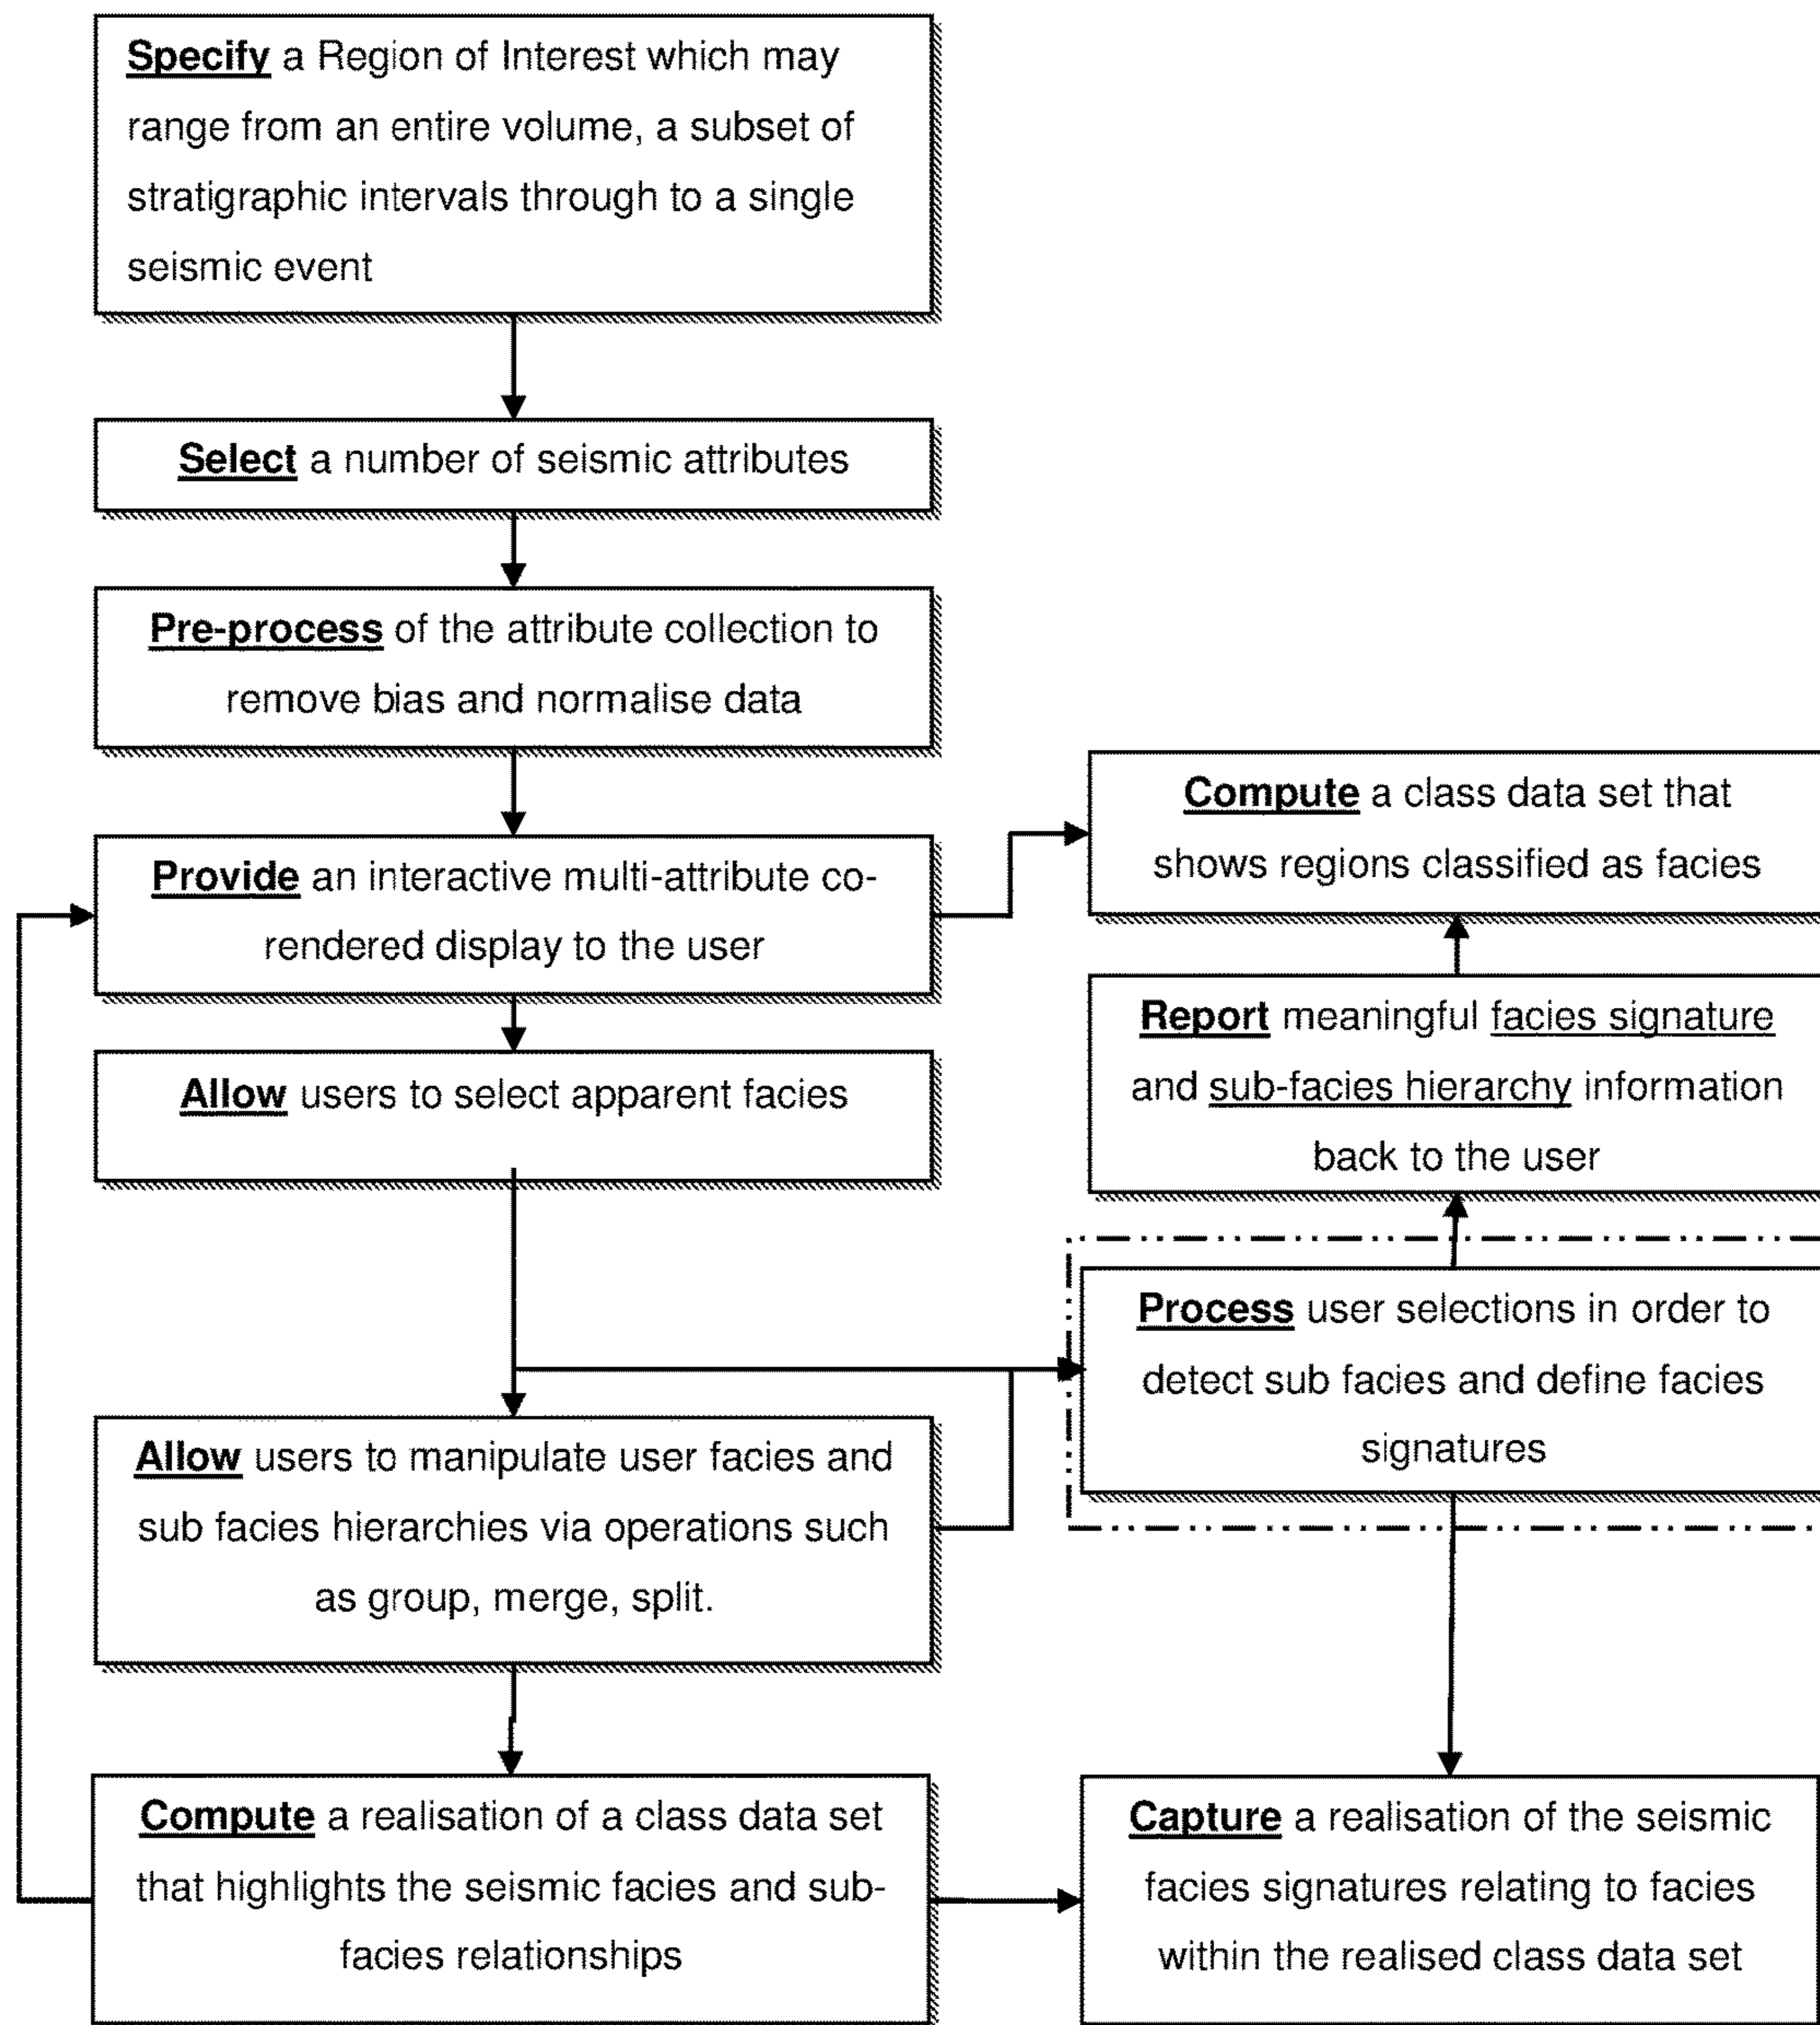 Specify a Region of Interest which may
range from an entire volume, a subset of
stratigraphic intervals through to a single
seismic event
Select a number of seismic attributes
Pre-process of the attribute collection to
remove bias and normalise data
Provide an interactive multi-attribute co-
rendered display to the user
Allow users to select apparent facies
Allow users to manipulate user facies and
sub facies hierarchies via operations such
as group, merge, split.
Compute a realisation of a class data set
that highlights the seismic facies and sub-
facies relationships
Compute a class data set that
shows regions classified as facies
Report meaningful facies signature
and sub-facies hierarchy information
back to the user
Process user selections in order to
detect sub facies and define facies
signatures
Capture a realisation of the seismic
facies signatures relating to facies
within the realised class data set